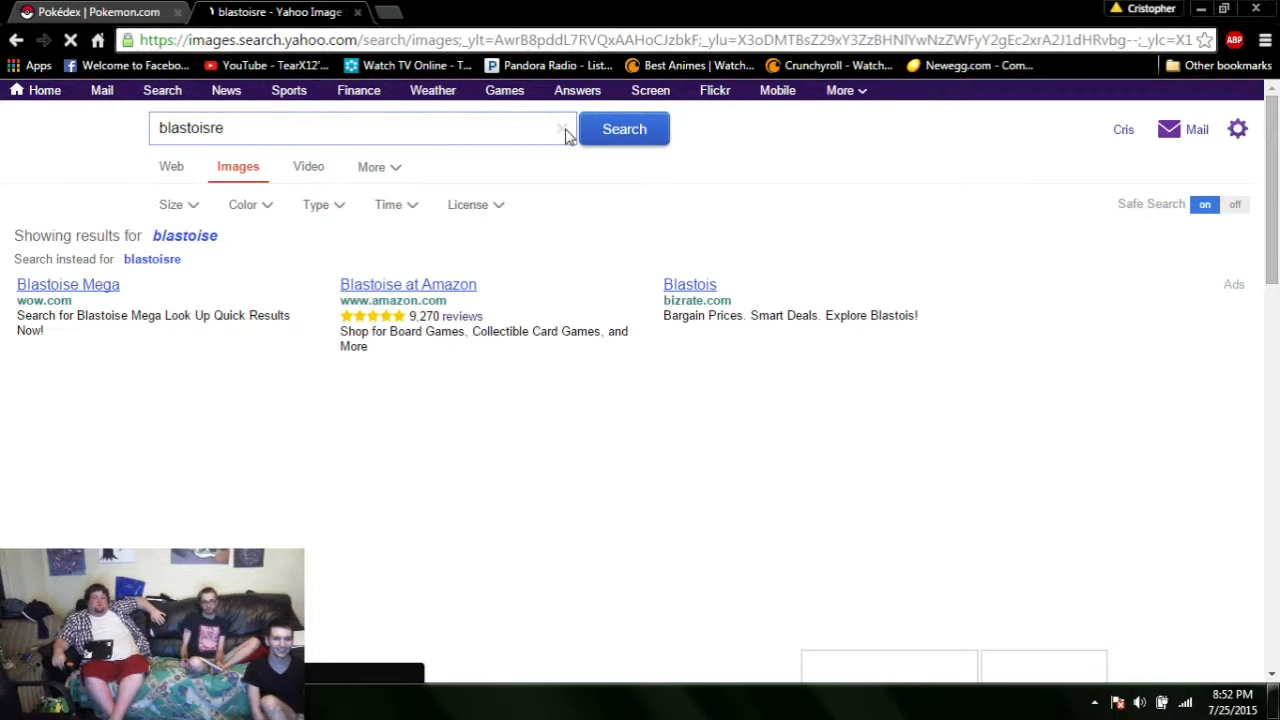 Pokédex | Pokemon.com
blastoisre - Yahoo Image
Cristopher
https://images.search.yahoo.com/search/images;_ylt=AwrB8pddL7RVQxAAHoCJzbkF;_ylu=X3oDMTBsZ29xY3ZzBHNlYwNzZWFyY2gEc2xrA2J1dHRvbg--;_ylc=X1
ABP
Apps
Welcome to Facebo...
YouTube - TearX12'...
Watch TV Online - T...
Pandora Radio - List...
Best Animes | Watch...
Crunchyroll - Watch...
Newegg.com - Com...
Other bookmarks
Home Mail Search News Sports Finance Weather Games Answers Screen Flickr Mobile More
blastoisre
Search
Cris
Mail
Web Images Video More
Size Color Type Time License
Safe Search on off
Showing results for blastoise
Search instead for blastoisre
Blastoise Mega
wow.com
Search for Blastoise Mega Look Up Quick Results
Now!
Blastoise at Amazon
www.amazon.com
9,270 reviews
Shop for Board Games, Collectible Card Games, and
More
Blastois
bizrate.com
Bargain Prices. Smart Deals. Explore Blastois!
Ads
8:52 PM
7/25/2015